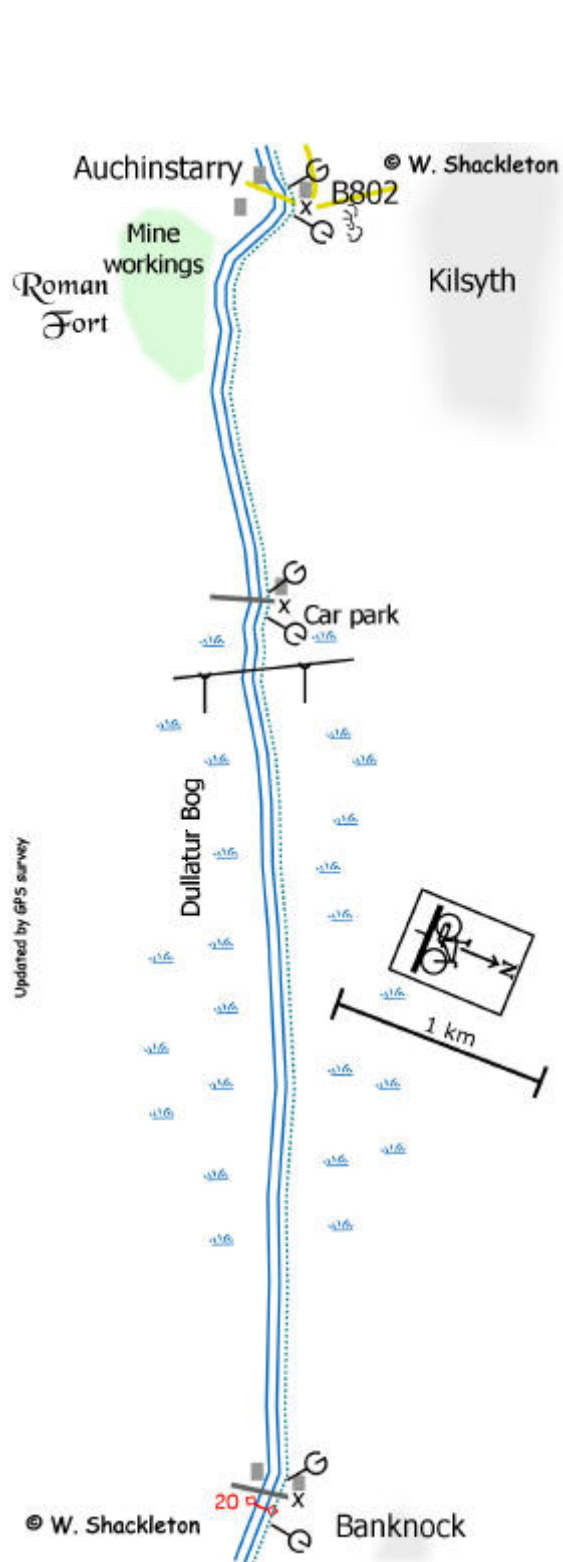 © W. Shackleton
Auchinstarry
B802
Mine
workings
Roman
Fort
Kilsyth
Car park
Dullatur Bog
Updated by GPS survey
N
1 km
20
© W. Shackleton
Banknock